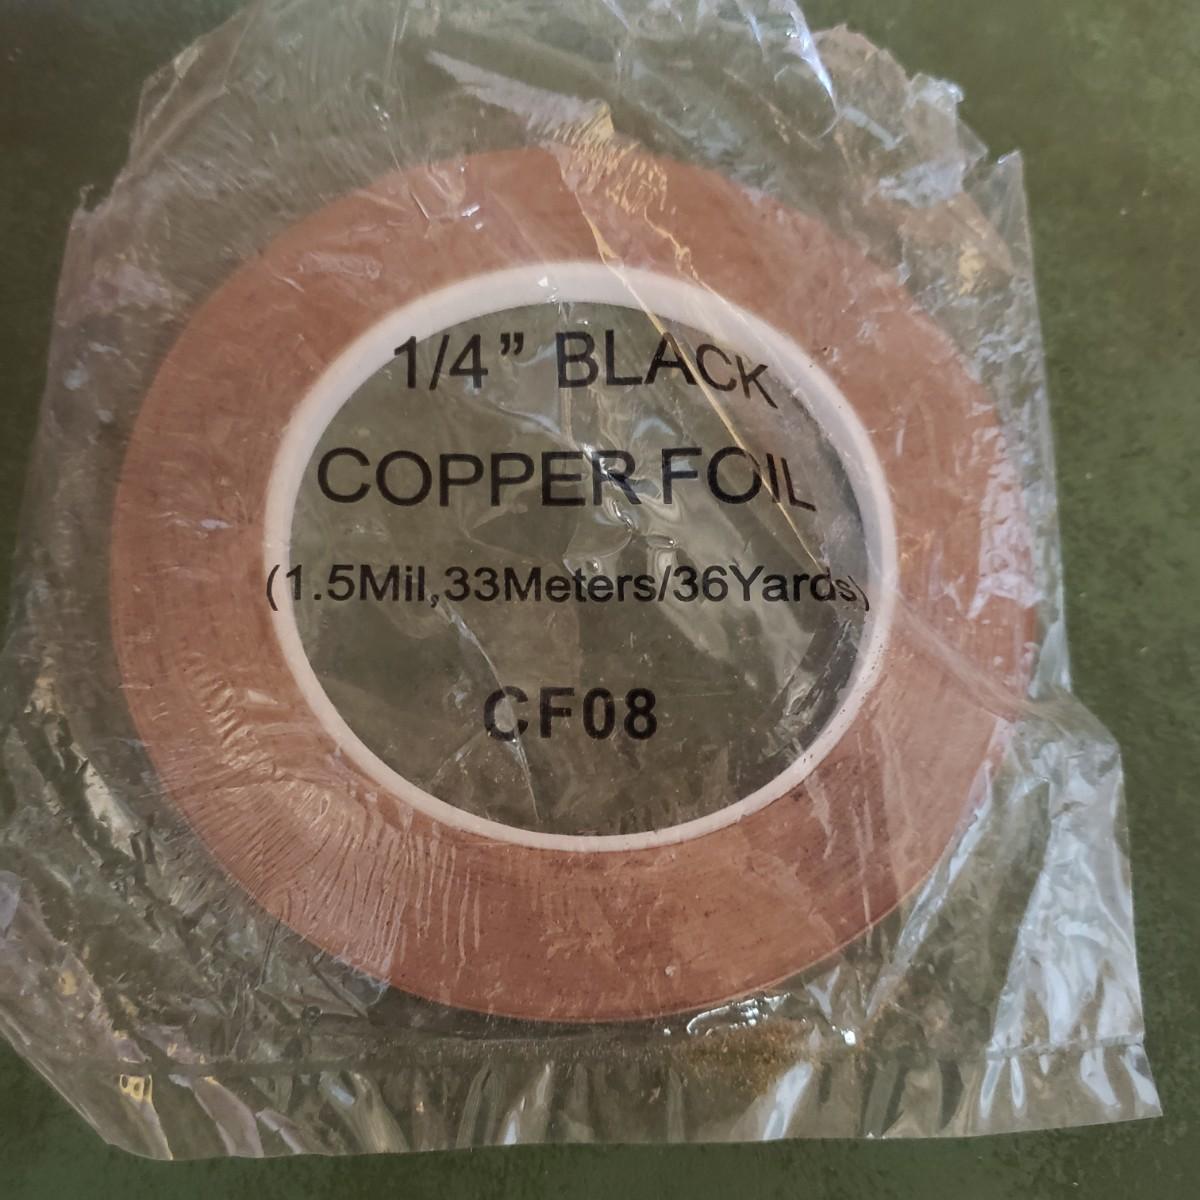 1/4” BLACK
COPPER FOIL
(1.5Mil,33Meters/36Yards)
CF08